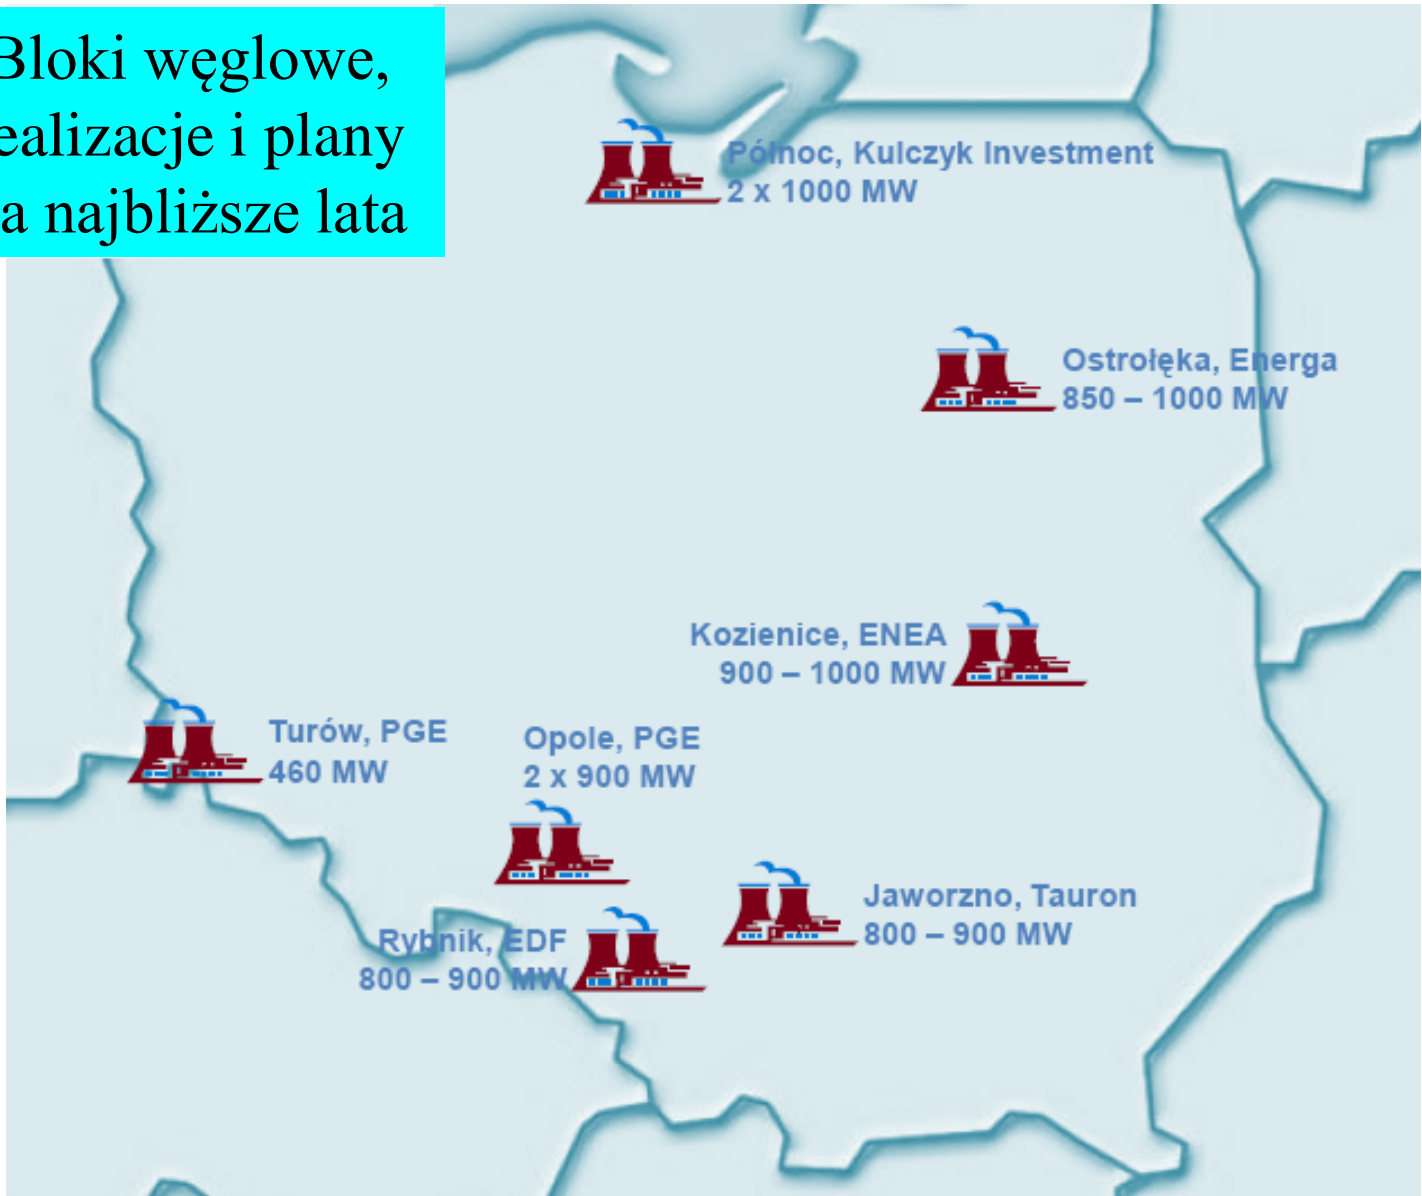 Bloki węglowe,
ealizacje i plany
a najbliższe lata
Północ, Kulczyk Investment
2 x 1000 MW
Ostrołęka, Energa
850 – 1000 MW
Kozienice, ENEA
900 – 1000 MW
Turów, PGE
460 MW
Opole, PGE
2 x 900 MW
Jaworzno, Tauron
800 – 900 MW
Rybnik, EDF
800 – 900 MW